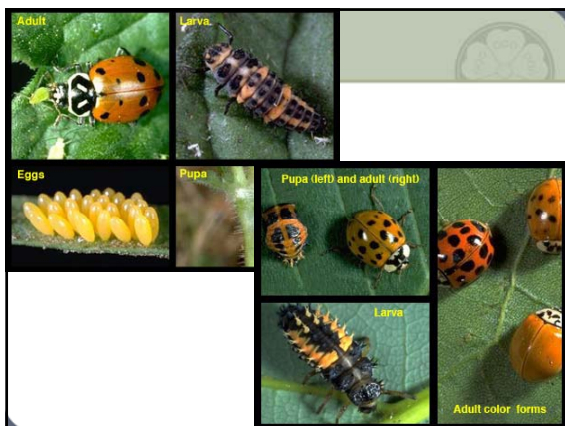 Adult
Larva
Eggs
Pupa
Pupa (left) and adult (right)
Larva
Adult color forms